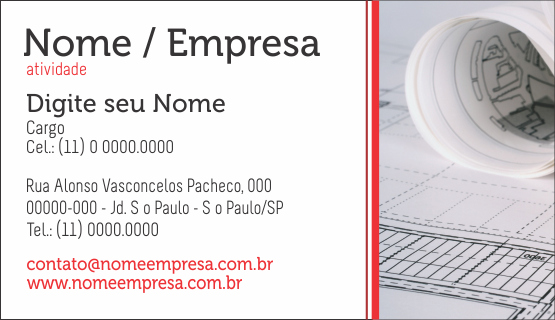 Nome / Empresa
atividade
Digite seu Nome
Cargo
Cel.: (11) 0 0000.0000
Rua Alonso Vasconcelos Pacheco, 000
00000-000 - Jd. S o Paulo - S o Paulo/SP
Tel.: (11) 0000.0000
contato@nomeempresa.com.br
www.nomeempresa.com.br